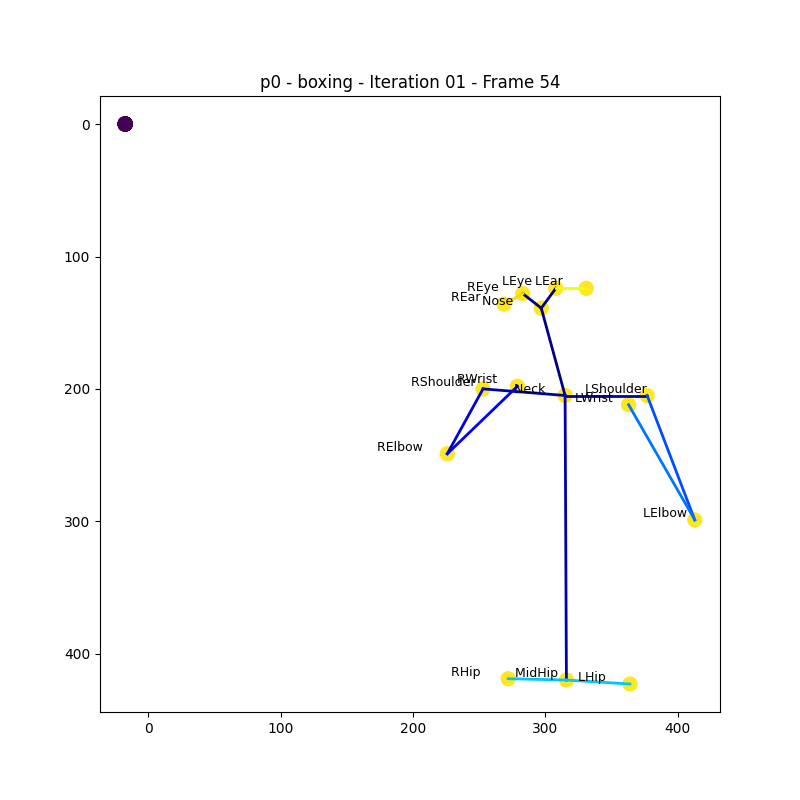 p0 - boxing - Iteration 01 - Frame 54
0
100
LEye LEar
REye
REar Nose
200
RWrist
RShoulder
Neck
LShoulder
LWrist
RElbow
300
LElbow
400
RHip
MidHip
LHip
0 100 200 300 400